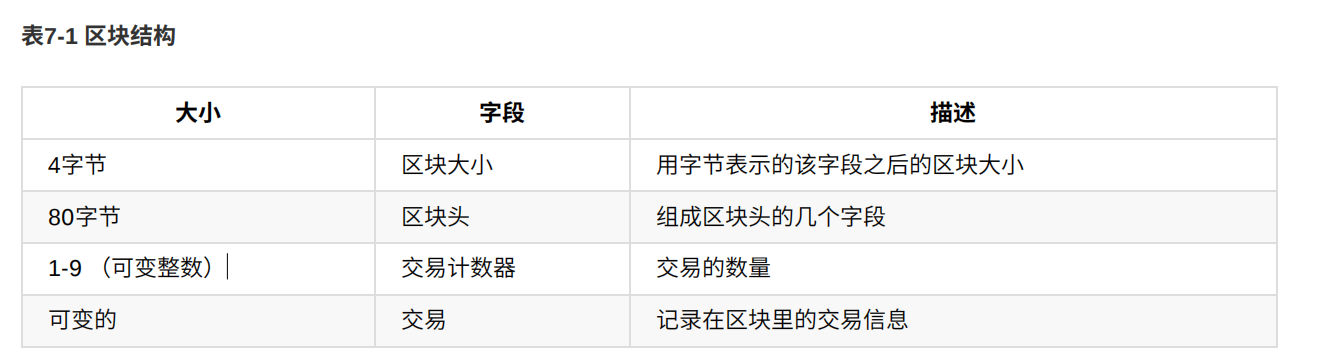 表7-1 区块结构
大小 字段 描述
4字节 区块大小 用字节表示的该字段之后的区块大小
80字节 区块头 组成区块头的几个字段
1-9 （可变整数） 交易计数器 交易的数量
可变的 交易 记录在区块里的交易信息